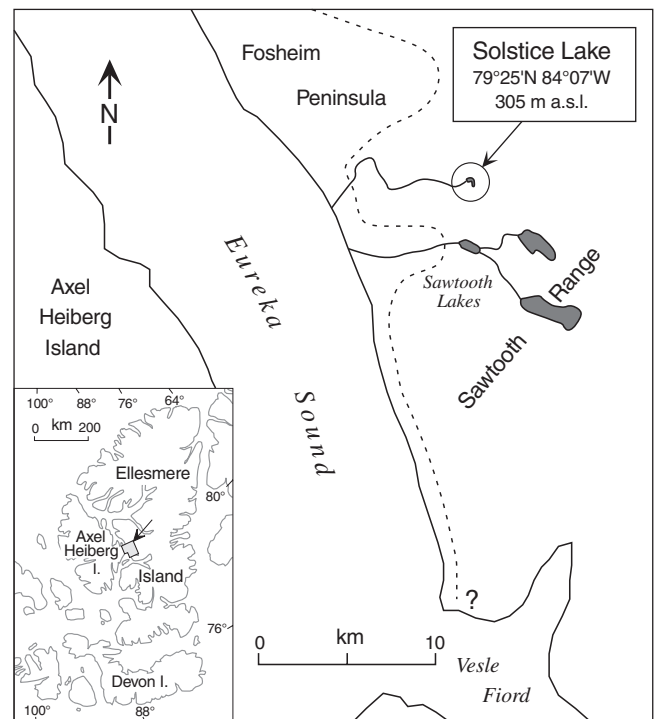 Fosheim
Peninsula
Solstice Lake
79°25'N 84°07'W
305 m a.s.l.
N
Eureka
Sound
Axel
Heiberg
Island
Sawtooth
Lakes
Sawtooth Range
100° 88° 76° 64°
0 km 200
Ellesmere
80°
Axel
Heiberg
I.
Island
76°
Devon I.
100° 88°
?
0 km 10
Vesle
Fiord